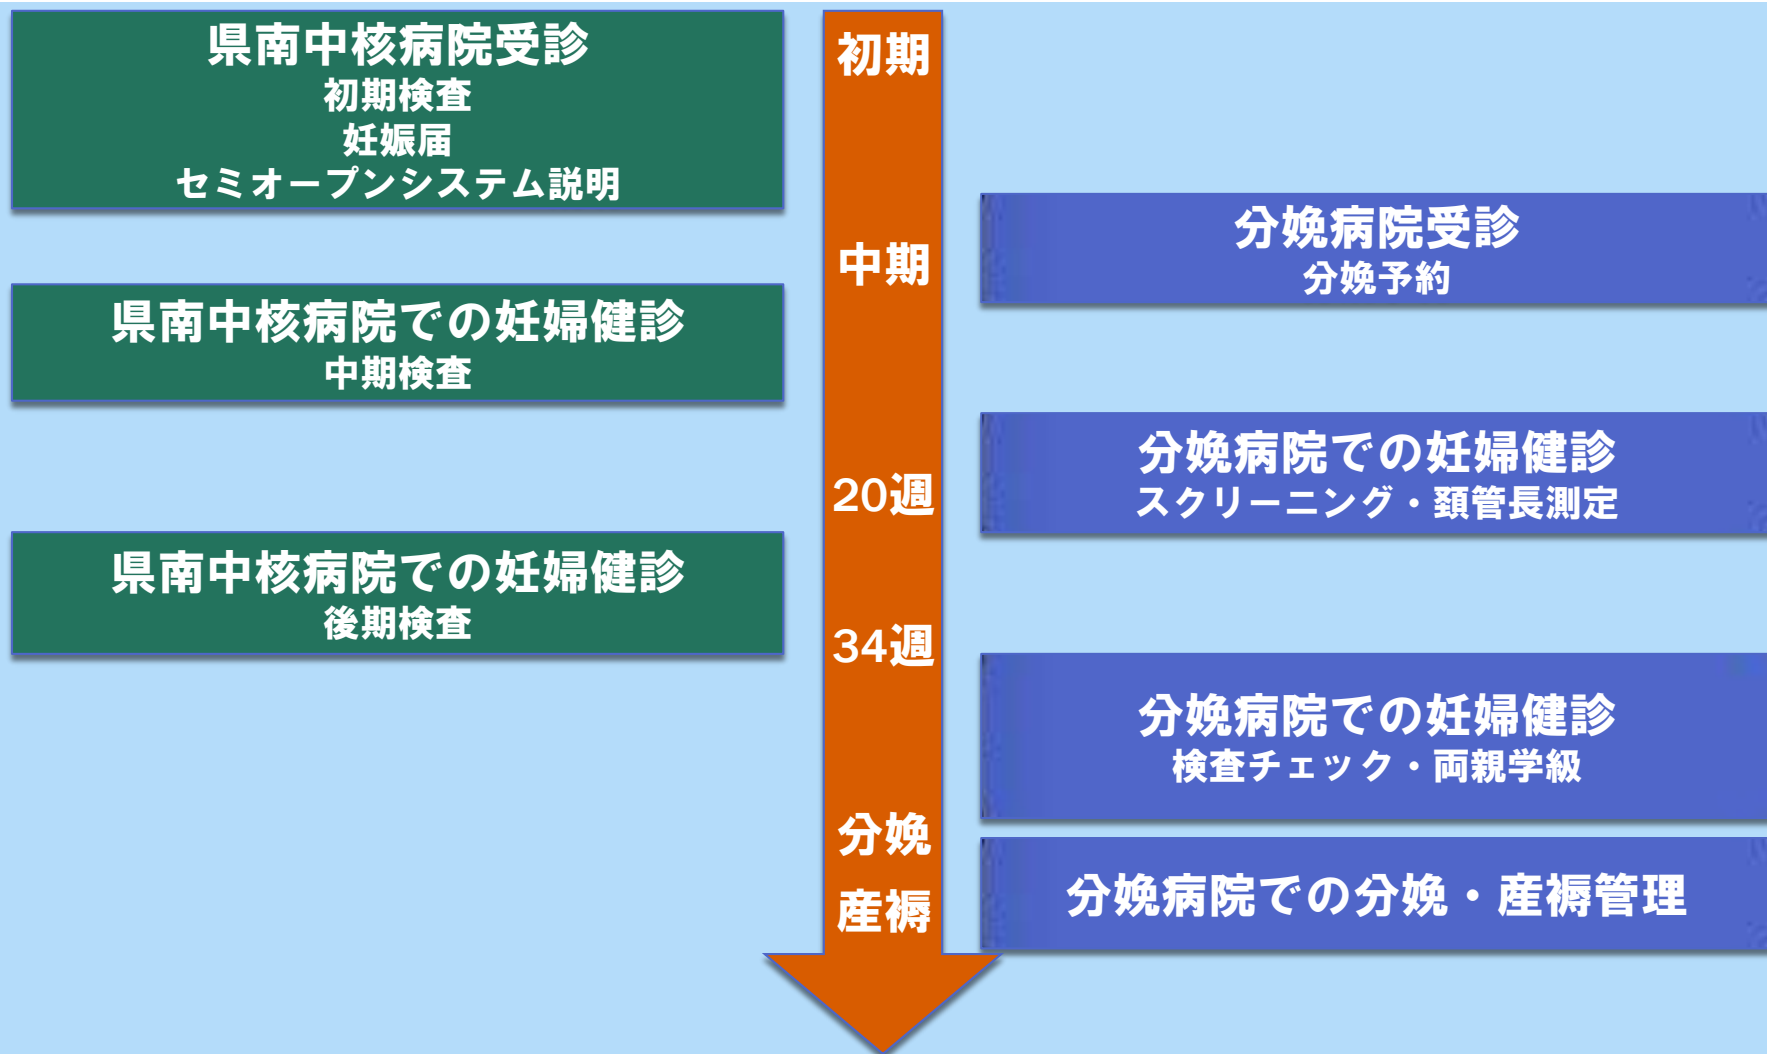 県南中核病院受診
初期検査
妊娠届
セミオープンシステム説明
初期
分娩病院受診
分娩予約
中期
県南中核病院での妊婦健診
中期検査
分娩病院での妊婦健診
スクリーニング・頚管長測定
20週
県南中核病院での妊婦健診
後期検査
34週
分娩病院での妊婦健診
検査チェック・両親学級
分娩
産褥
分娩病院での分娩・産褥管理